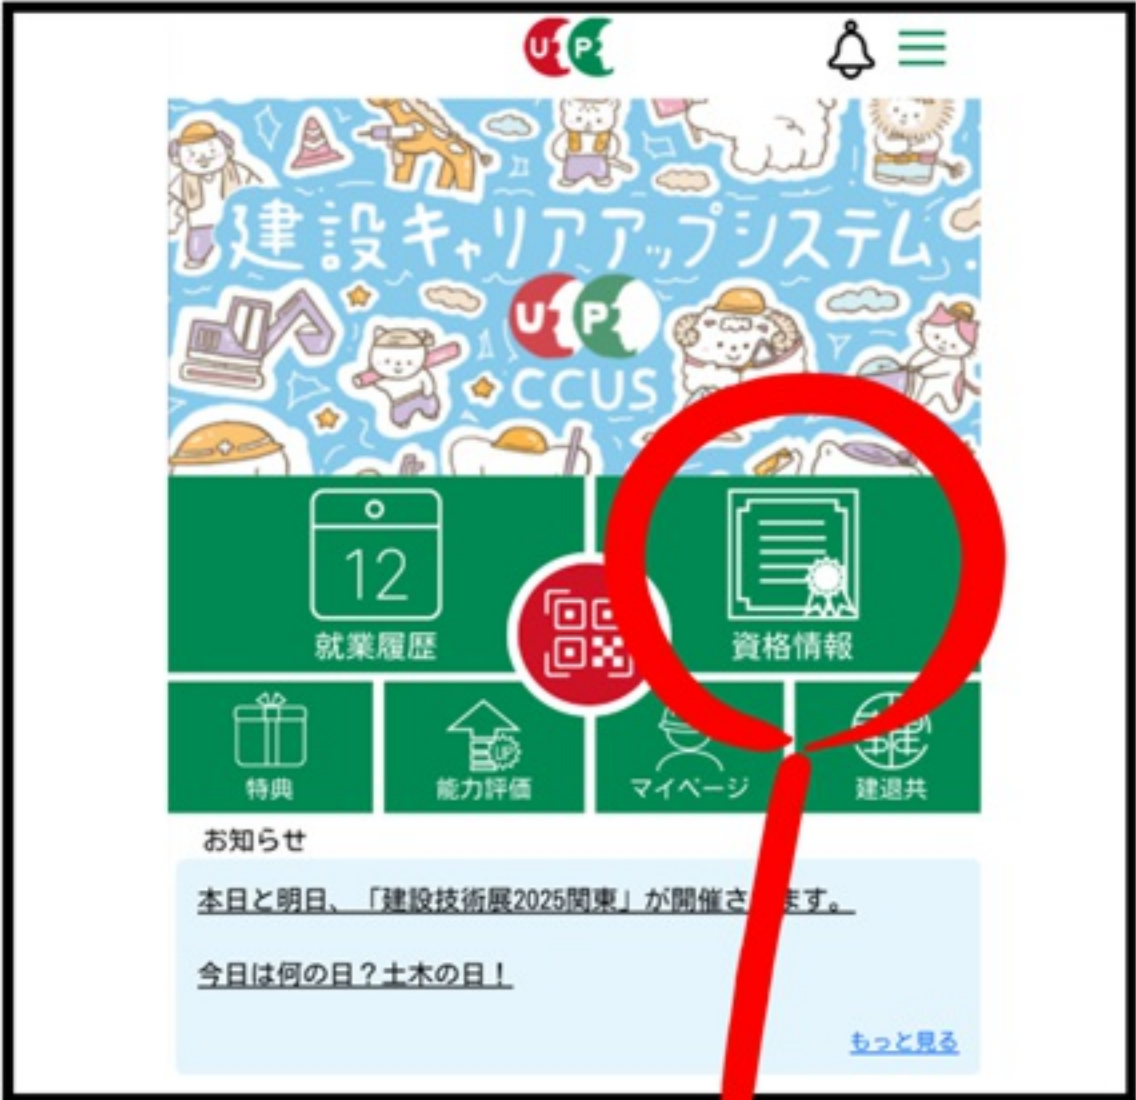 UP
建設キャリアアップシステム
UP
CCUS
12
就業履歴
資格情報
UP
特典
能力評価
マイページ
建退共
お知らせ
本日と明日、「建設技術展2025関東」が開催さ ます。
今日は何の日？土木の日！
もっと見る